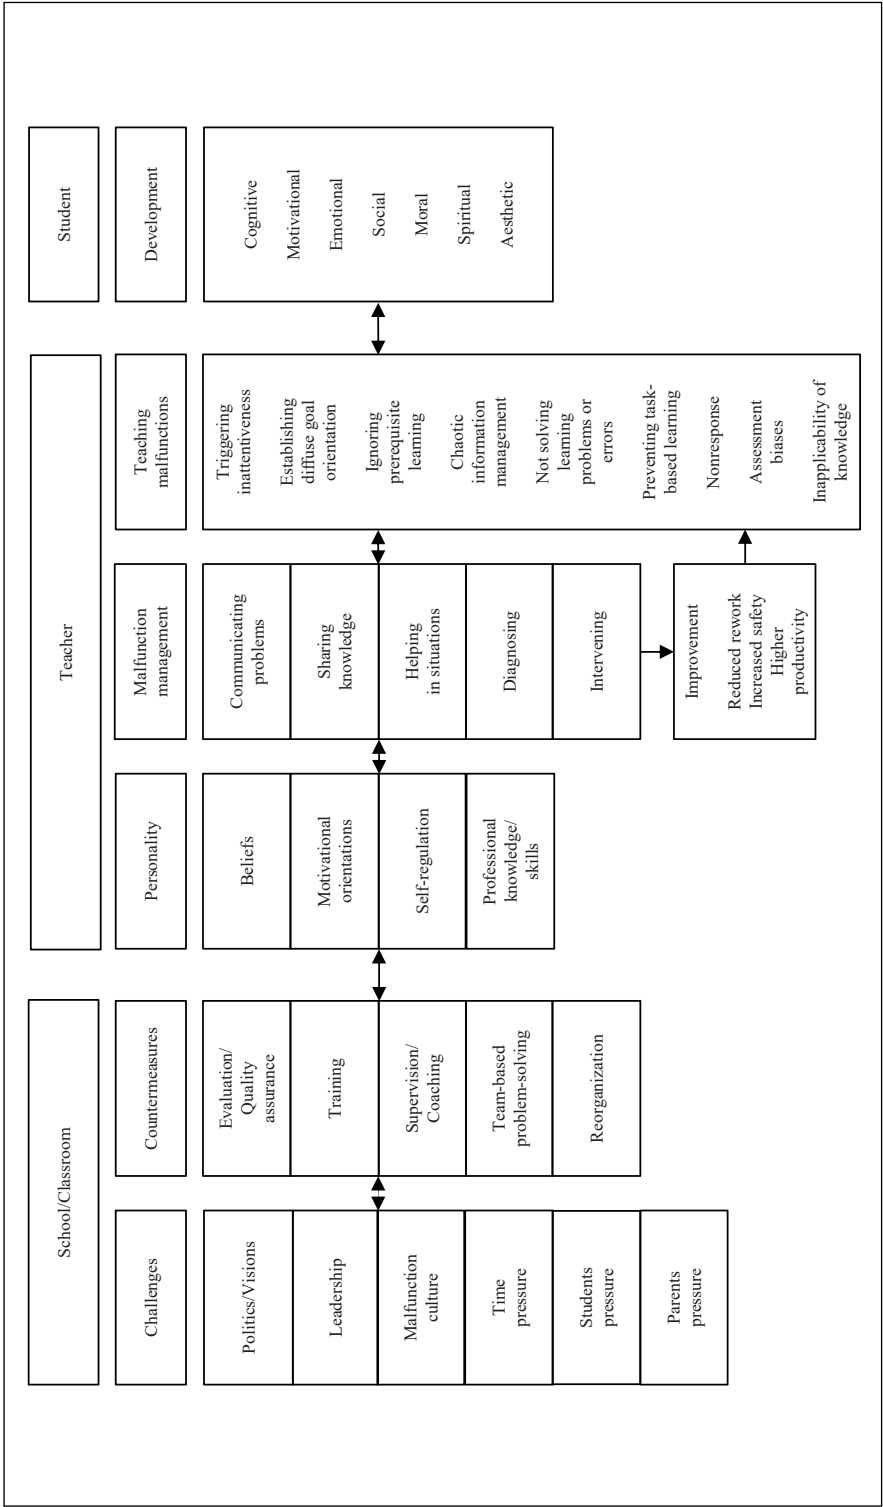 School/Classroom
Teacher
Student
Challenges
Countermeasures
Personality
Malfunction
management
Teaching
malfunctions
Development
Politics/Visions
Leadership
Malfunction
culture
Time
pressure
Students
pressure
Parents
pressure
Evaluation/
Quality
assurance
Training
Supervision/
Coaching
Team-based
problem-solving
Reorganization
Beliefs
Motivational
orientations
Self-regulation
Professional
knowledge/
skills
Communicating
problems
Sharing
knowledge
Helping
in situations
Diagnosing
Intervening
Improvement
Reduced rework
Increased safety
Higher
productivity
Triggering
inattentiveness
Establishing
diffuse goal
orientation
Ignoring
prerequisite
learning
Chaotic
information
management
Not solving
learning
problems or
errors
Preventing task-
based learning
Nonresponse
Assessment
biases
Inapplicability of
knowledge
Cognitive
Motivational
Emotional
Social
Moral
Spiritual
Aesthetic